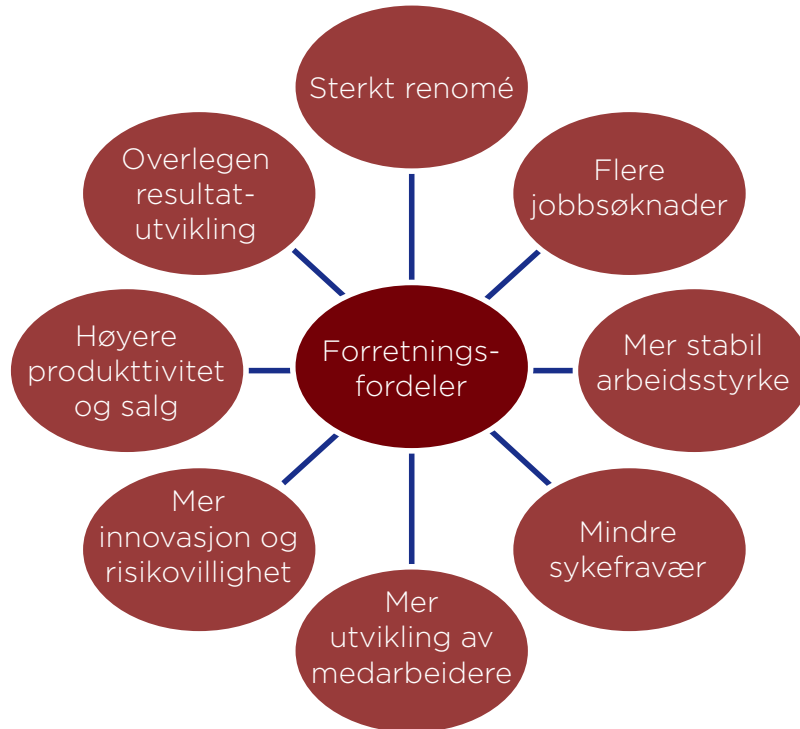 Sterkt renomé
Flere
jobbsøknader
Mer stabil
arbeidsstyrke
Mindre
sykefravær
Mer
utvikling av
medarbeidere
Mer
innovasjon og
risikovillighet
Høyere
produkttivitet
og salg
Overlegen
resultat-
utvikling
Forretnings-
fordeler